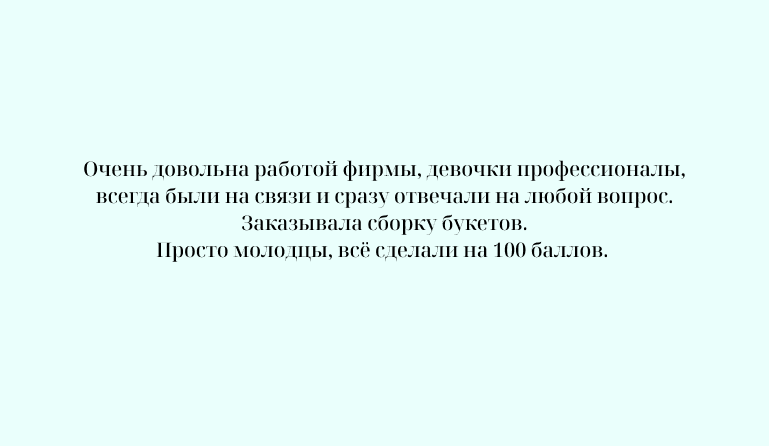 Очень довольна работой фирмы, девочки профессионалы,
всегда были на связи и сразу отвечали на любой вопрос.
Заказывала сборку букетов.
Просто молодцы, всё сделали на 100 баллов.